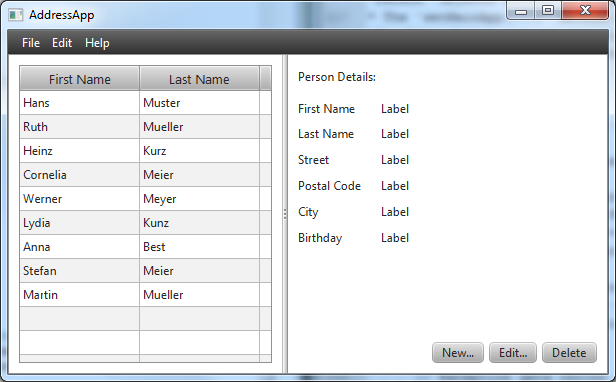 AddressApp
File Edit Help
First Name Last Name
Hans Muster
Ruth Mueller
Heinz Kurz
Cornelia Meier
Werner Meyer
Lydia Kunz
Anna Best
Stefan Meier
Martin Mueller
Person Details:
First Name Label
Last Name Label
Street Label
Postal Code Label
City Label
Birthday Label
New... Edit... Delete